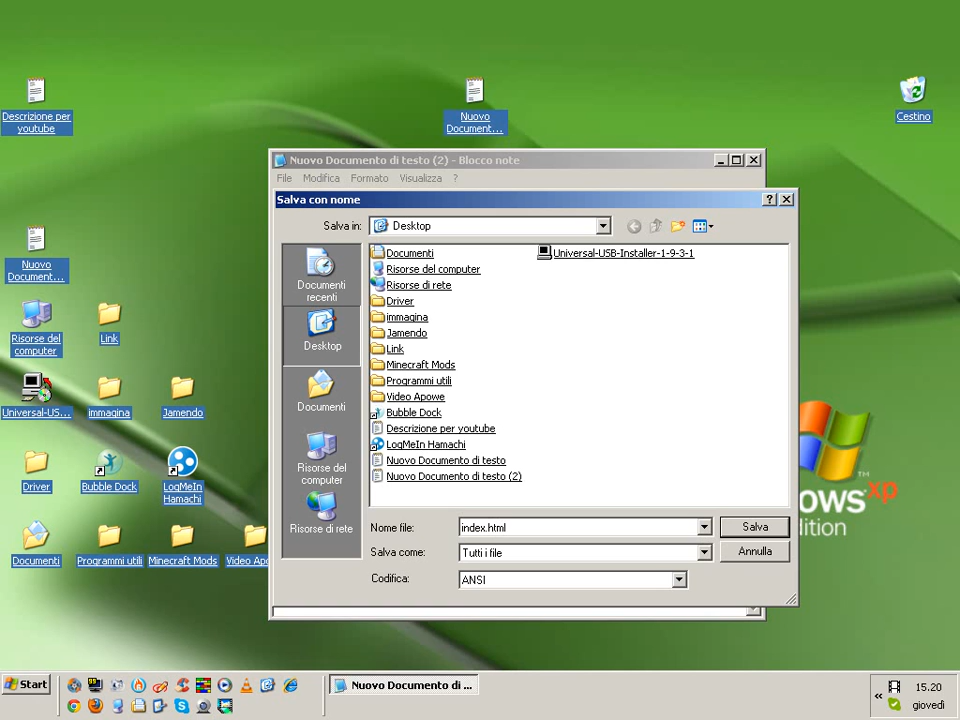 Descrizione per
youtube
Nuovo
Document...
Cestino
Nuovo
Document...
Risorse del
computer
Link
Universal-US...
immagina
Jamendo
Driver
Bubble Dock
LogMeIn
Hamachi
Documenti
Programmi utili
Minecraft Mods
Video Apo
Nuovo Documento di testo (2) - Blocco note
File Modifica Formato Visualizza ?
Salva con nome
Salva in: Desktop
Documenti
recenti
Desktop
Documenti
Risorse del
computer
Risorse di rete
Documenti
Risorse del computer
Risorse di rete
Driver
immagina
Jamendo
Link
Minecraft Mods
Programmi utili
Video Apowe
Bubble Dock
Descrizione per youtube
LogMeIn Hamachi
Nuovo Documento di testo
Nuovo Documento di testo (2)
Universal-USB-Installer-1-9-3-1
Nome file: index.html Salva
Salva come: Tutti i file Annulla
Codifica: ANSI
ows xp
dition
TM
Start
Nuovo Documento di ...
«
15.20
giovedì